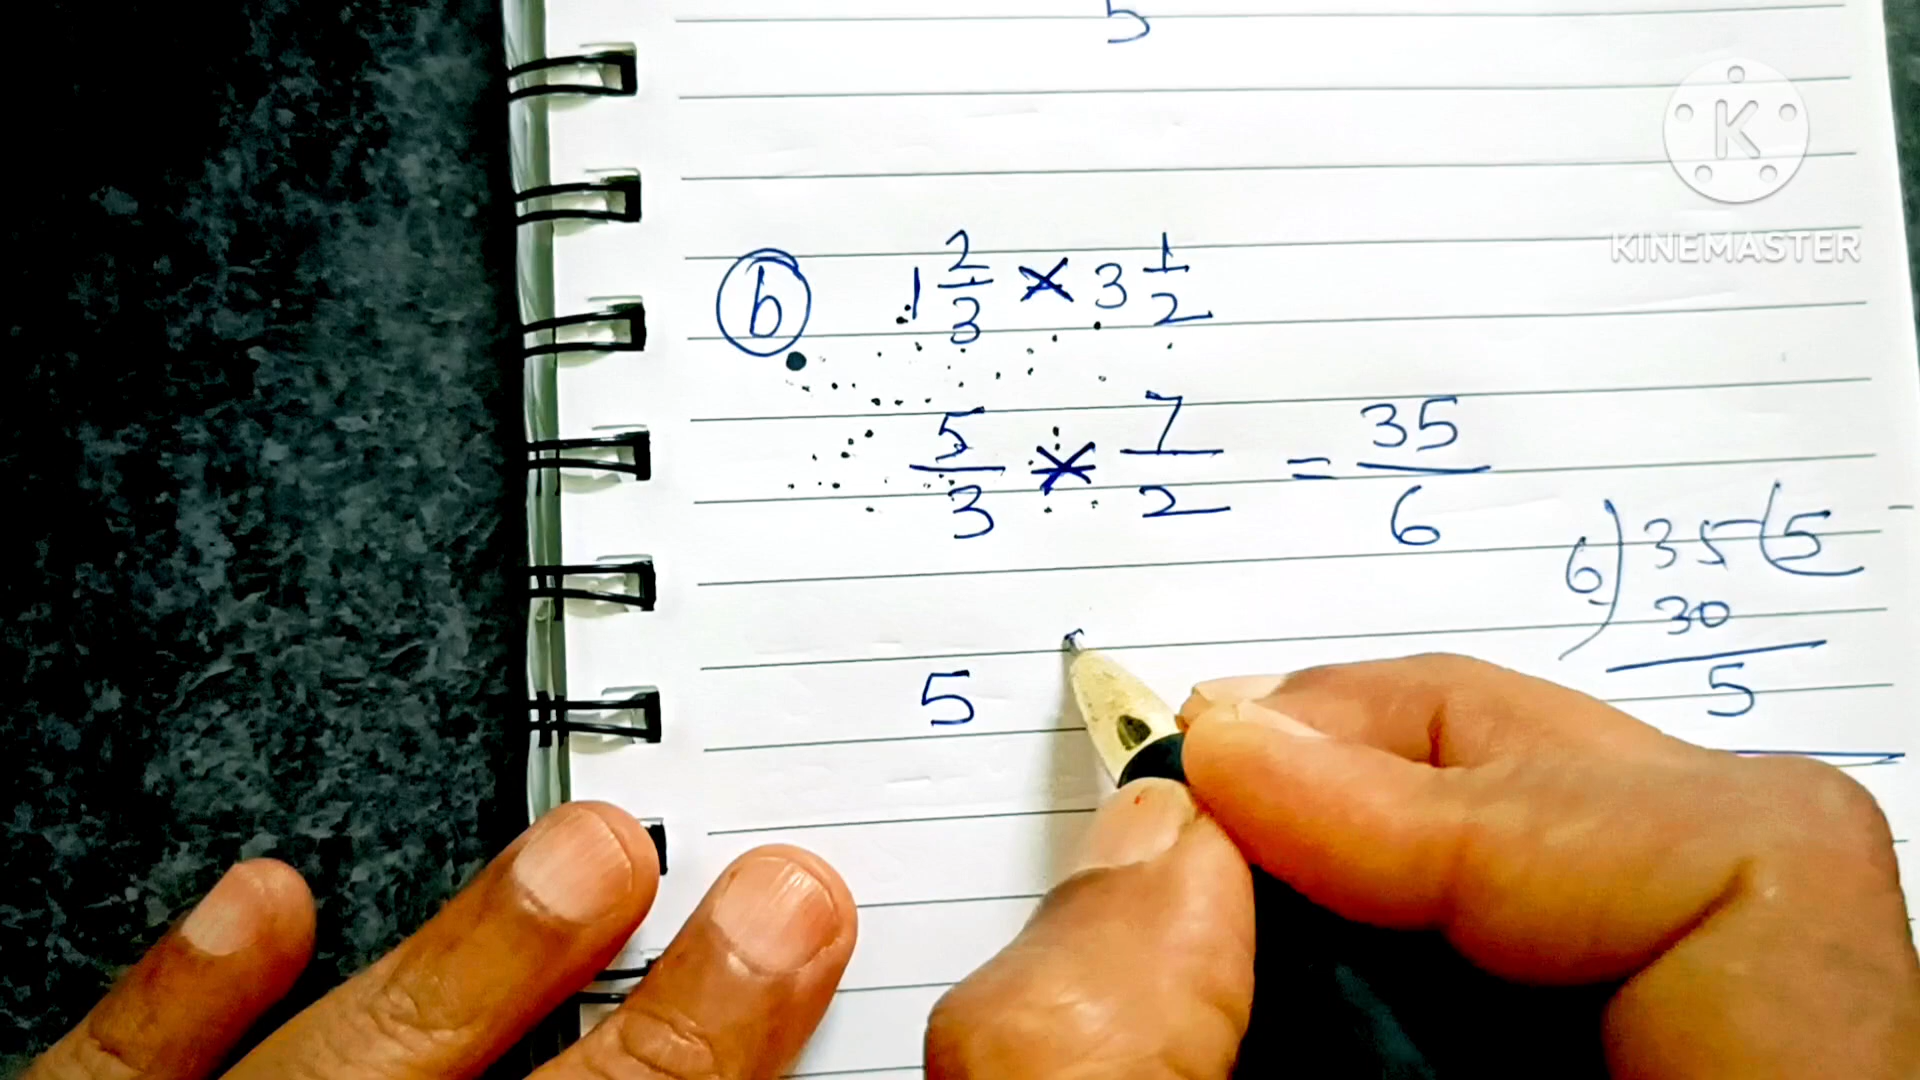 5
(b) 1 2/3 × 3 1/2
5/3 × 7/2 = 35/6
6) 35 (5
30
5
5
KINEMASTER